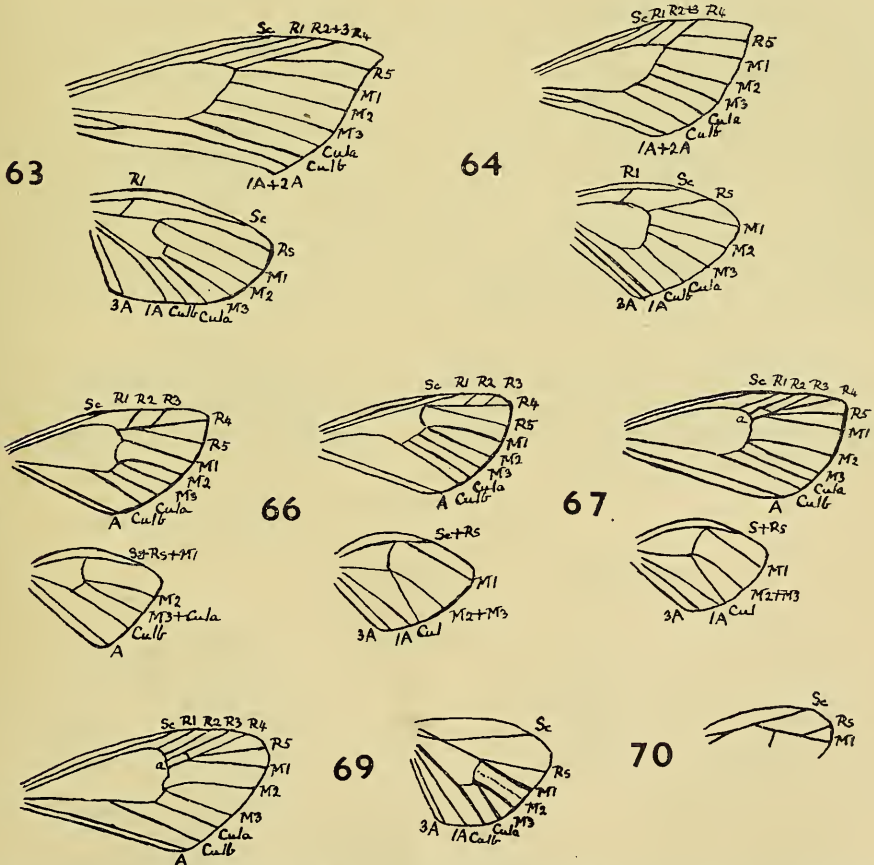 Sc R1 R2+3 R4
R5
M1
M2
M3
Cu1a
Cu1b
1A+2A
63
R1
Sc
Rs
M1
M2
M3
Cu1a
Cu1b
1A
3A
Sc R1 R2+3 R4
R5
M1
M2
M3
Cu1a
Cu1b
1A+2A
64
R1
Sc
Rs
M1
M2
M3
Cu1a
Cu1b
1A
3A
Sc R1 R2 R3
R4
R5
M1
M2
M3
Cu1a
Cu1b
A
Sc+Rs+M1
M2
M3+Cu1a
Cu1b
A
66
Sc R1 R2 R3
R4
R5
M1
M2
M3
Cu1a
Cu1b
A
Sc+Rs
M1
M2+M3
Cu1
1A
3A
67
Sc R1 R2 R3 R4
a
R5
M1
M2
M3
Cu1a
Cu1b
A
S+Rs
M1
M2+M3
Cu1
1A
3A
Sc R1 R2 R3 R4
a
R5
M1
M2
M3
Cu1a
Cu1b
A
69
Sc
Rs
M1
M2
M3
Cu1a
Cu1b
1A
3A
70
Sc
Rs
M1